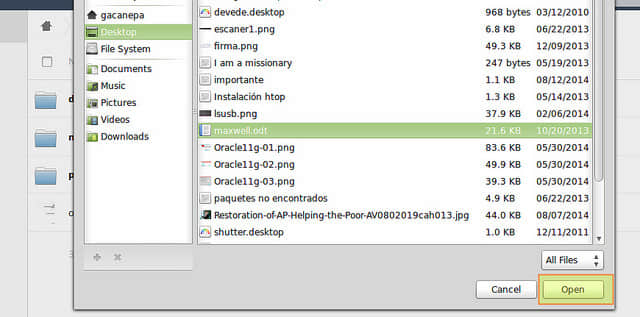 gacanepa
Desktop
File System
Documents
Music
Pictures
Videos
Downloads
devede.desktop 968 bytes 03/12/2010
escaner1.png 6.8 KB 06/22/2013
firma.png 49.3 KB 12/09/2013
I am a missionary 247 bytes 05/19/2013
importante 1.1 KB 08/12/2014
Instalación htop 1.3 KB 05/14/2013
lsusb.png 37.9 KB 02/06/2014
maxwell.odt 21.6 KB 10/20/2013
Oracle11g-01.png 83.6 KB 05/30/2014
Oracle11g-02.png 49.9 KB 05/30/2014
Oracle11g-03.png 39.3 KB 05/30/2014
paquetes no encontrados 4.9 KB 06/22/2013
Restoration-of-AP-Helping-the-Poor-AV0802019cah013.jpg 44.0 KB 08/07/2014
shutter.desktop 1.0 KB 12/11/2011
All Files
Cancel Open